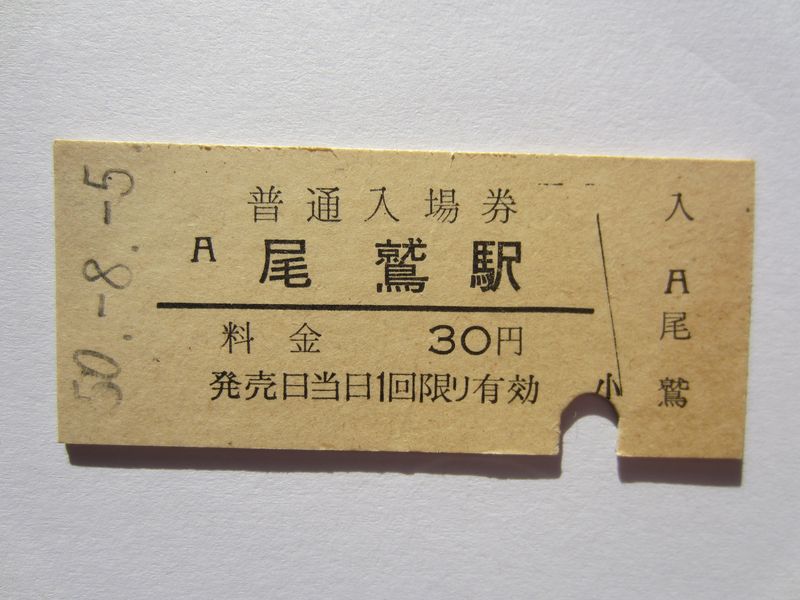 50.-8.-5
普通入場券
A 尾鷲駅
料金 30円
発売日当日1回限り有効
小
入
A
尾
鷲